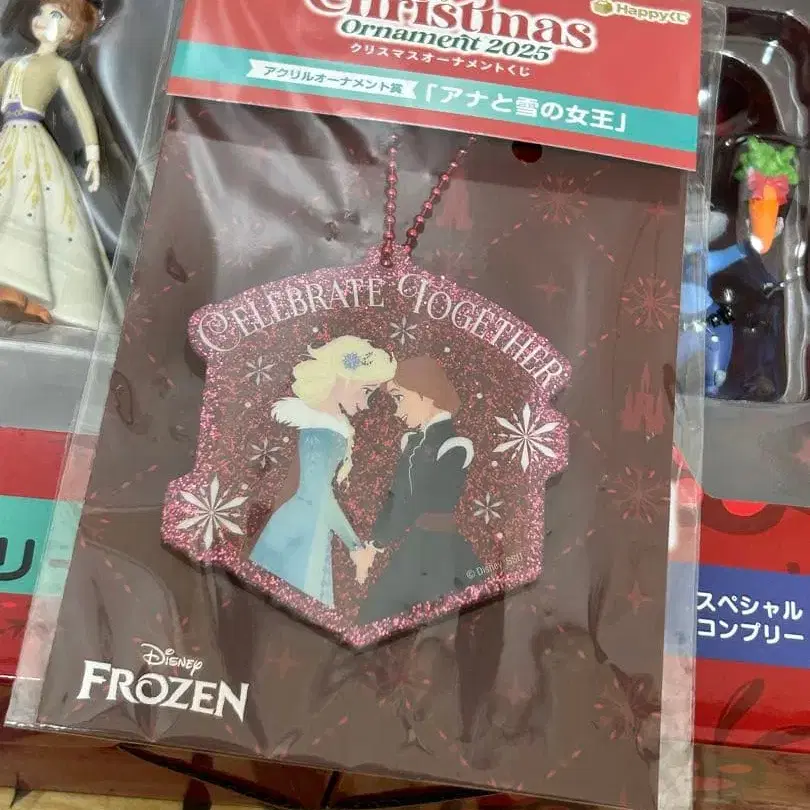 Christmas
Happyくじ
Ornament 2025
クリスマスオーナメントくじ
アクリルオーナメント賞
「アナと雪の女王」
CELEBRATE TOGETHER
© Disney. SSU
Disney
FROZEN
リ
スペシャル
コンプリー